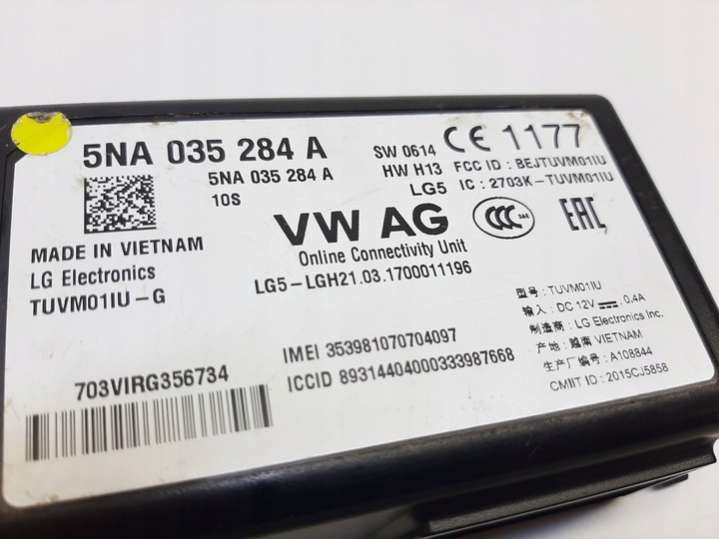 5NA 035 284 A
5NA 035 284 A
10S
SW 0614
HW H13
LG5
CE 1177
FCC ID : BEJTUVM01IU
IC : 2703K-TUVM01IU
VW AG
Online Connectivity Unit
LG5-LGH21.03.1700011196
CCC
EAC
MADE IN VIETNAM
LG Electronics
TUVM01IU-G
IMEI 353981070704097
ICCID 89314404000333987668
703VIRG356734
型号: TUVM01IU
输入: DC 12V⎓, 0.4A
制造商: LG Electronics Inc.
产地: 越南 VIETNAM
生产厂编号: A108844
CMIIT ID : 2015CJ5858